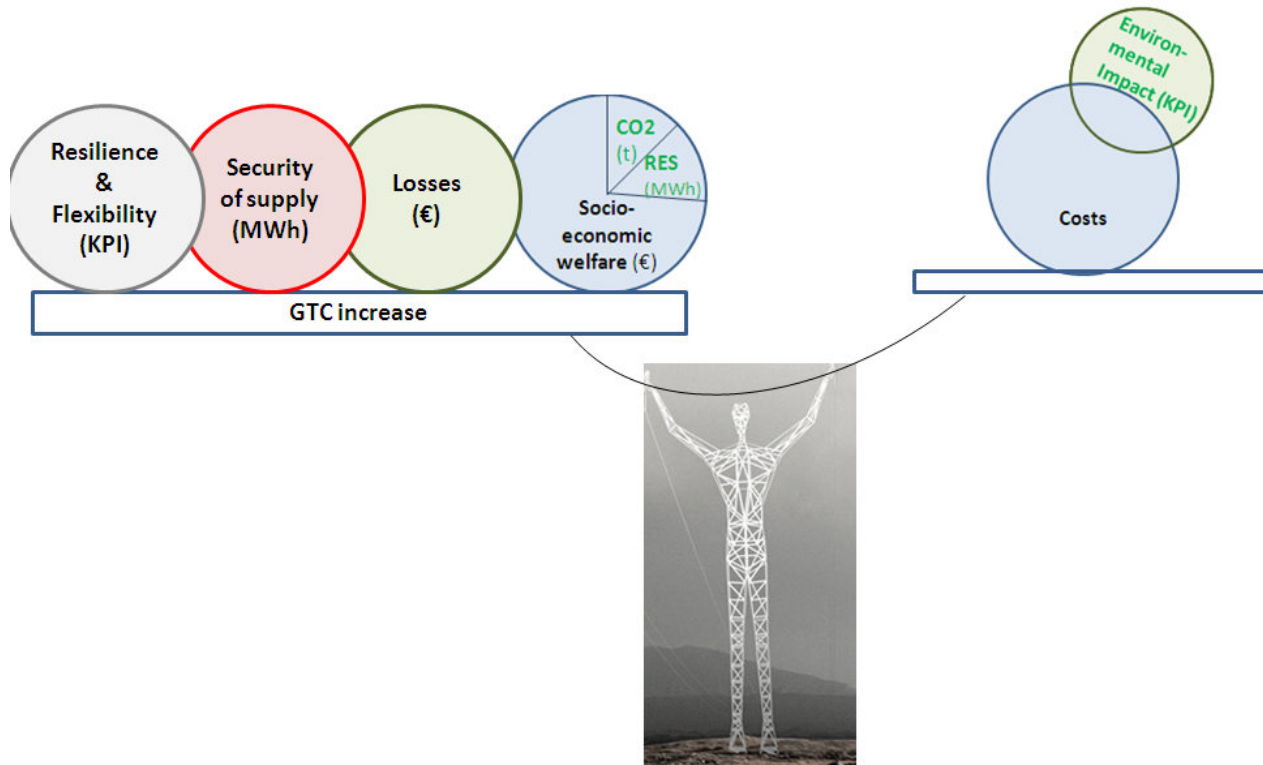 Resilience
&
Flexibility
(KPI)
Security
of supply
(MWh)
Losses
(€)
CO2
(t)
RES
(MWh)
Socio-
economic
welfare (€)
GTC increase
Environ-
mental
Impact (KPI)
Costs